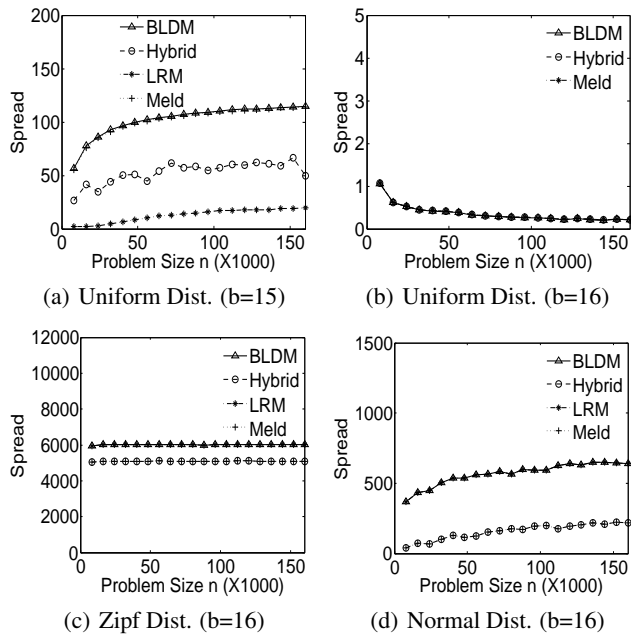 200
150
100
50
0
Spread
BLDM
Hybrid
LRM
Meld
0 50 100 150
Problem Size n (X1000)
(a) Uniform Dist. (b=15)
5
4
3
2
1
0
Spread
BLDM
Hybrid
LRM
Meld
0 50 100 150
Problem Size n (X1000)
(b) Uniform Dist. (b=16)
12000
10000
8000
6000
4000
2000
0
Spread
BLDM
Hybrid
LRM
Meld
0 50 100 150
Problem Size n (X1000)
(c) Zipf Dist. (b=16)
1500
1000
500
0
Spread
BLDM
Hybrid
LRM
Meld
0 50 100 150
Problem Size n (X1000)
(d) Normal Dist. (b=16)